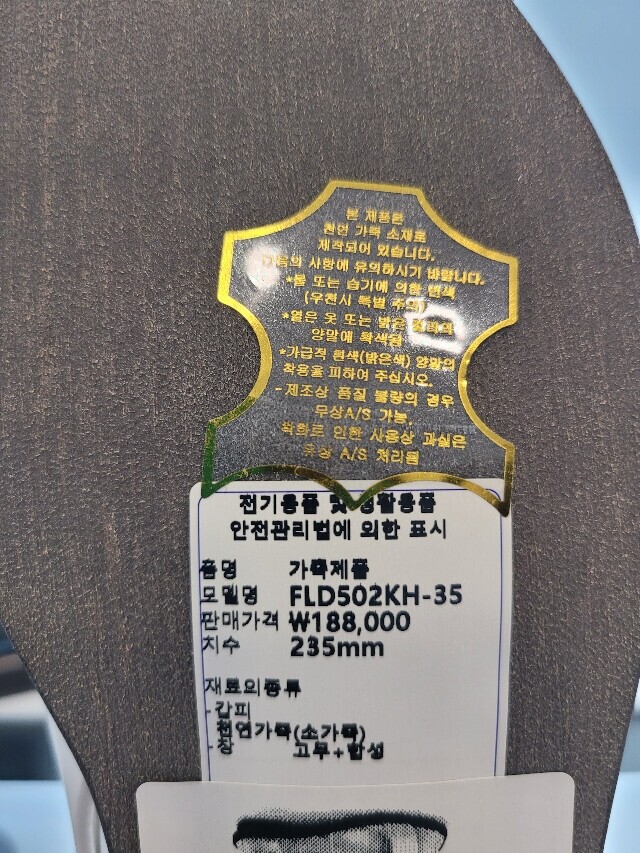 본 제품은
천연 가죽 소재로
제작되어 있습니다.
다음의 사항에 유의하시기 바랍니다.
*물 또는 습기에 의한 변색
(우천시 특별 주의)
*옅은 옷 또는 밝은
양말에 확색됨
*가급적 흰색(밝은색) 양말의
착용을 피하여 주십시오.
-제조상 품질 불량의 경우
무상A/S 가능.
착화로 인한 사용상 과실은
유상 A/S 처리됨
전기용품 및 생활용품
안전관리법에 의한 표시
품명 가죽제품
모델명 FLD502KH-35
판매가격 ₩188,000
치수 235mm
재료의종류
-갑피
천연가죽(소가죽)
-창 고무+합성